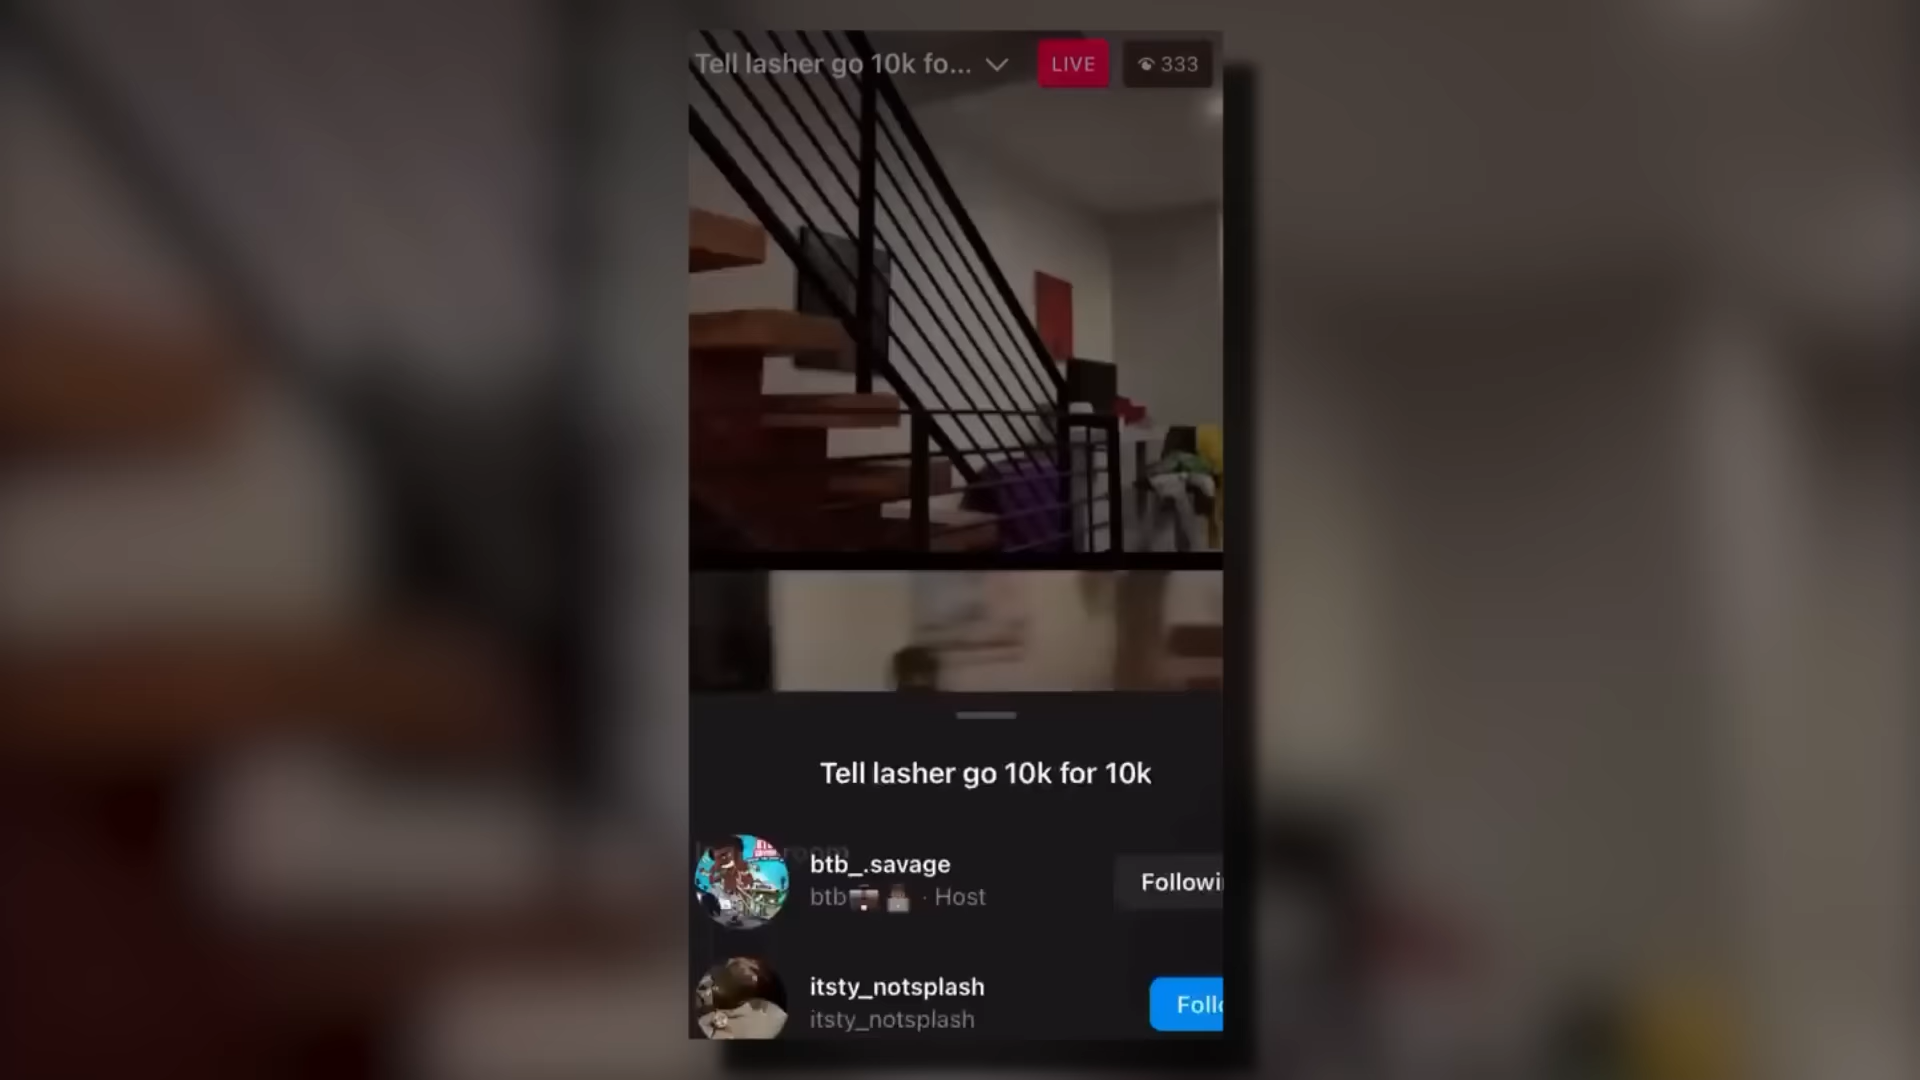 Tell lasher go 10k fo...
LIVE
333
Tell lasher go 10k for 10k
btb_.savage
btb💼👨🏾‍💻 · Host
Followi
itsty_notsplash
itsty_notsplash
Follo